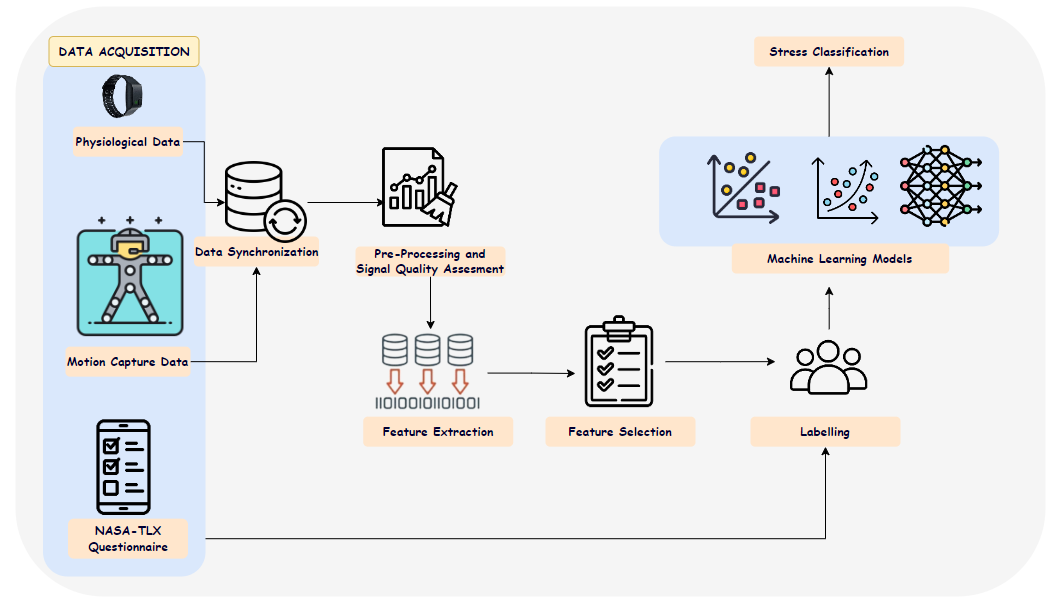 DATA ACQUISITION
Physiological Data
Motion Capture Data
NASA-TLX
Questionnaire
Data Synchronization
Pre-Processing and
Signal Quality Assesment
11010010110101001
Feature Extraction
Feature Selection
Labelling
Machine Learning Models
Stress Classification